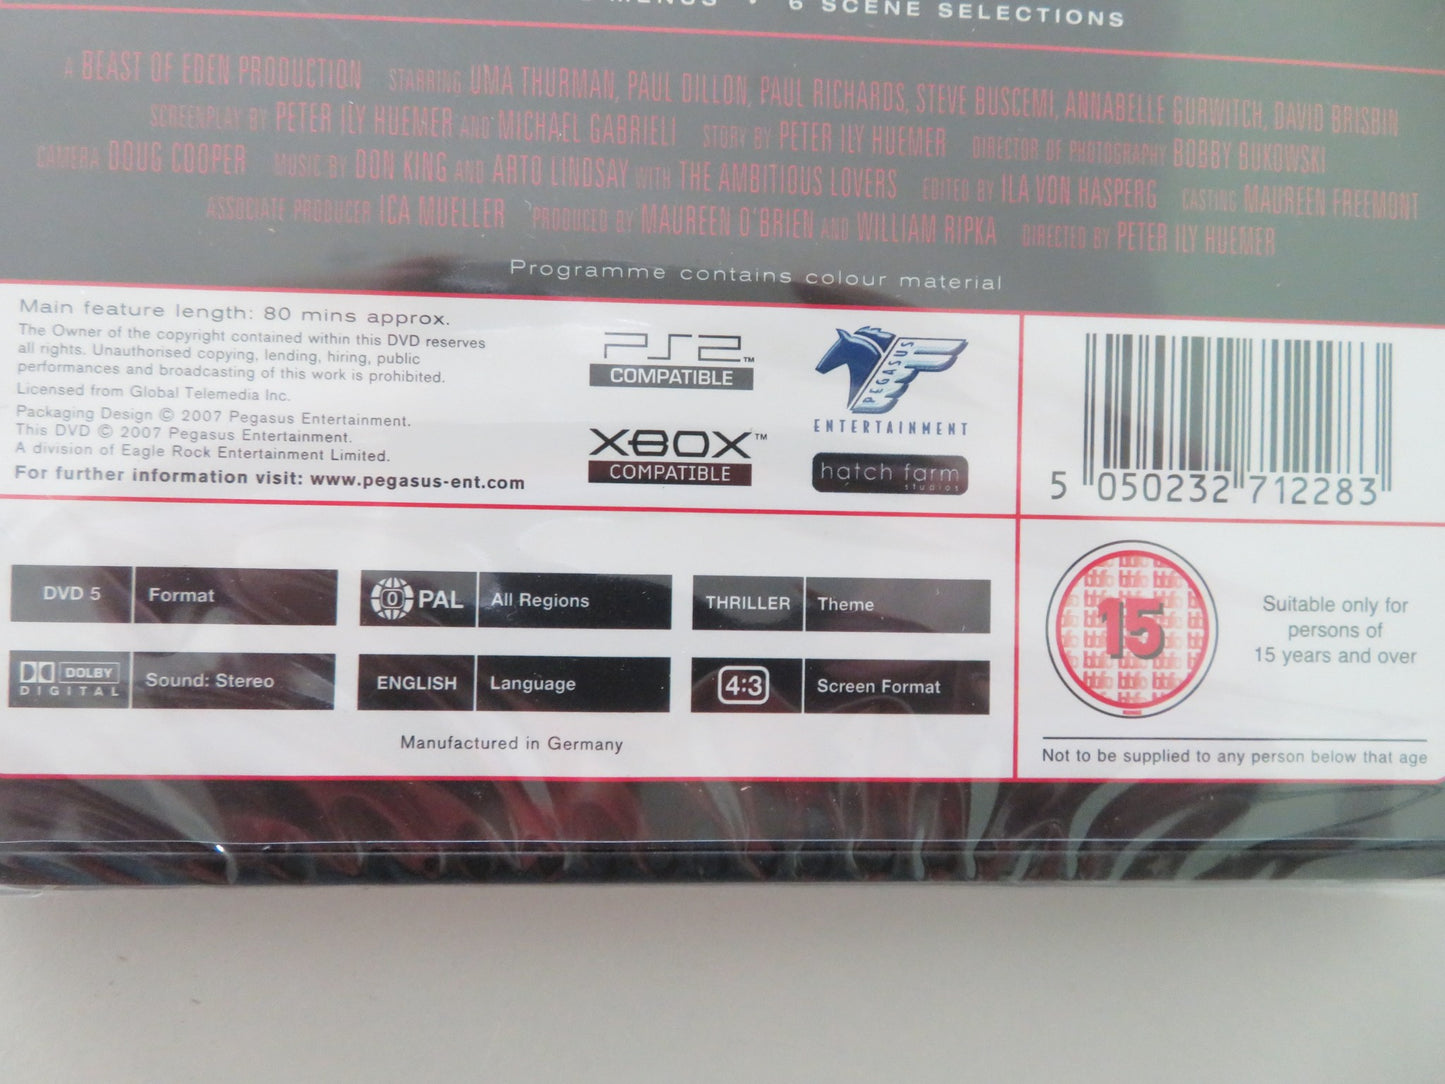 MENUS • 6 SCENE SELECTIONS
A BEAST OF EDEN PRODUCTION STARRING UMA THURMAN, PAUL DILLON, PAUL RICHARDS, STEVE BUSCEMI, ANNABELLE GURWITCH, DAVID BRISBIN
SCREENPLAY BY PETER ILY HUEMER AND MICHAEL GABRIELI STORY BY PETER ILY HUEMER DIRECTOR OF PHOTOGRAPHY BOBBY BUKOWSKI
CAMERA DOUG COOPER MUSIC BY DON KING AND ARTO LINDSAY WITH THE AMBITIOUS LOVERS EDITED BY ILA VON HASPERG CASTING MAUREEN FREEMONT
ASSOCIATE PRODUCER ICA MUELLER PRODUCED BY MAUREEN O'BRIEN AND WILLIAM RIPKA DIRECTED BY PETER ILY HUEMER
Programme contains colour material
Main feature length: 80 mins approx.
The Owner of the copyright contained within this DVD reserves
all rights. Unauthorised copying, lending, hiring, public
performances and broadcasting of this work is prohibited.
Licensed from Global Telemedia Inc.
Packaging Design © 2007 Pegasus Entertainment.
This DVD © 2007 Pegasus Entertainment.
A division of Eagle Rock Entertainment Limited.
For further information visit: www.pegasus-ent.com
PS2™
COMPATIBLE
XBOX™
COMPATIBLE
PEGASUS
ENTERTAINMENT
hatch farm
studios
5 050232 712283
DVD 5 Format
0 PAL All Regions
THRILLER Theme
DOLBY
DIGITAL
Sound: Stereo
ENGLISH Language
4:3 Screen Format
Manufactured in Germany
bbfc
15
Suitable only for
persons of
15 years and over
Not to be supplied to any person below that age